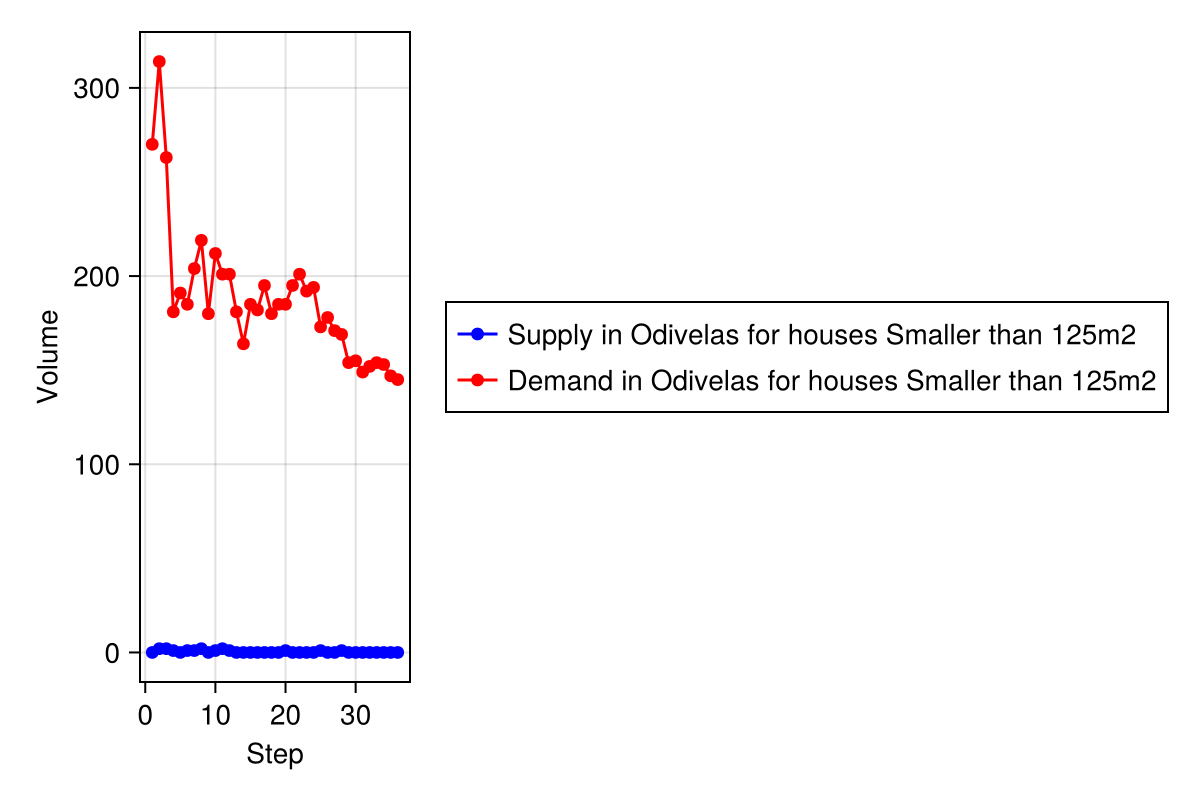 300
200
100
0
Volume
0 10 20 30
Step
Supply in Odivelas for houses Smaller than 125m2
Demand in Odivelas for houses Smaller than 125m2